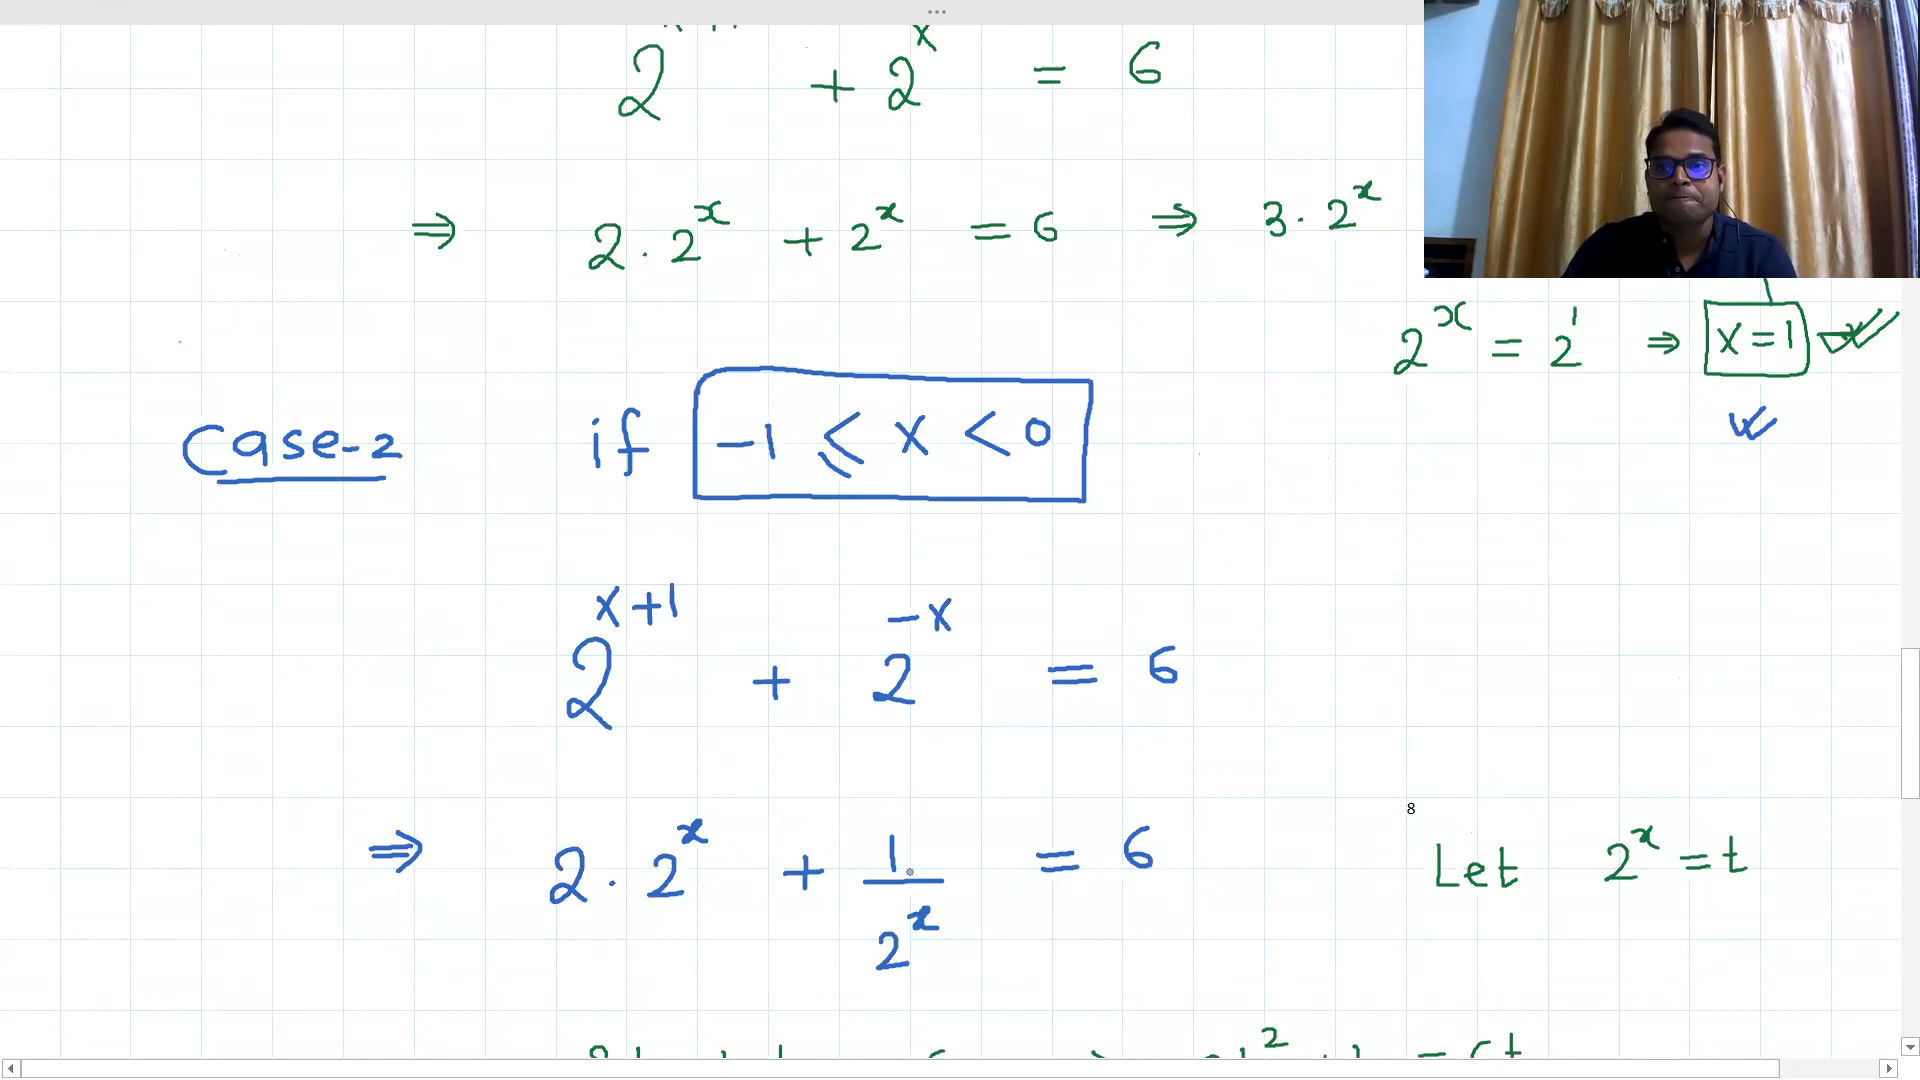 2 + 2^x = 6
⇒ 2 · 2^x + 2^x = 6 ⇒ 3 · 2^x
2^x = 2^1 ⇒ x = 1
Case-2 if -1 ≤ x < 0
2^(x+1) + 2^(-x) = 6
8
⇒ 2 · 2^x + 1/2^x = 6 Let 2^x = t